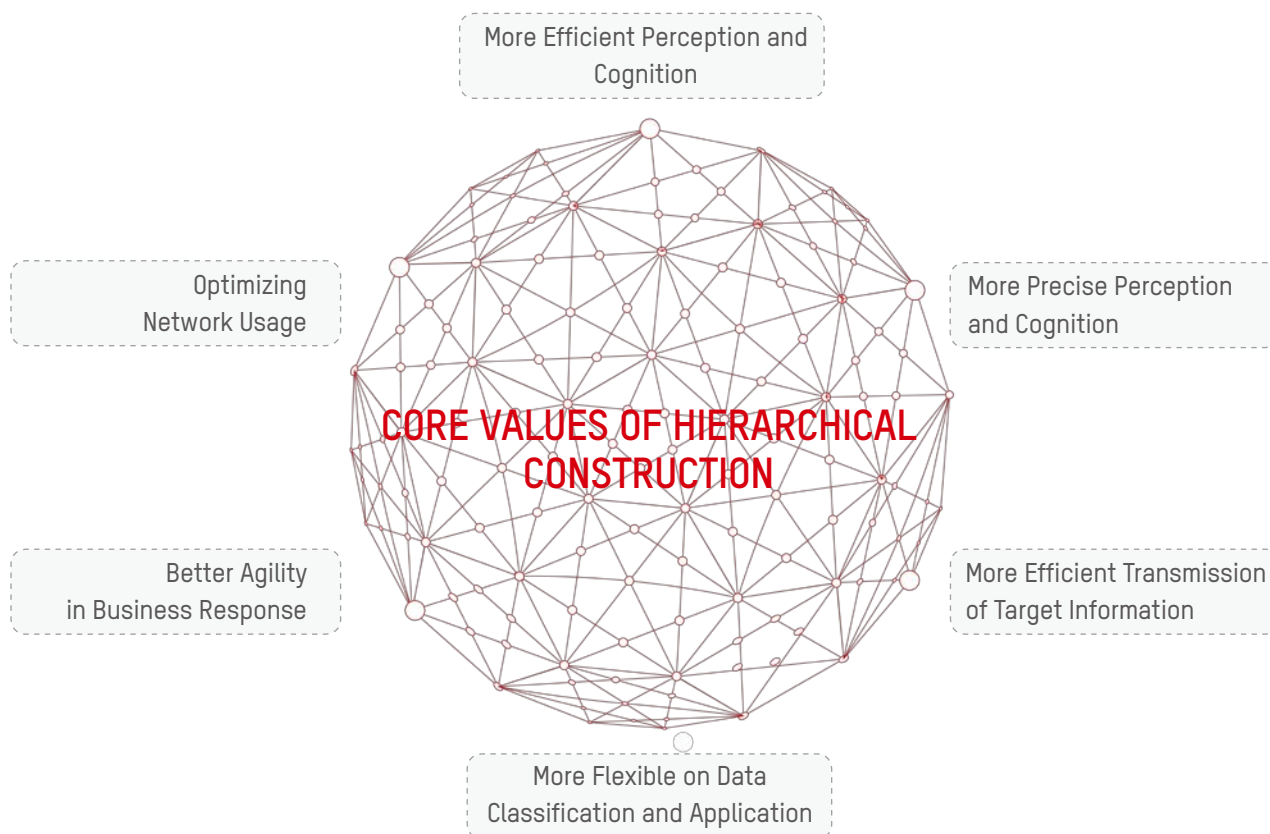 More Efficient Perception and
Cognition
Optimizing
Network Usage
More Precise Perception
and Cognition
CORE VALUES OF HIERARCHICAL
CONSTRUCTION
Better Agility
in Business Response
More Efficient Transmission
of Target Information
More Flexible on Data
Classification and Application